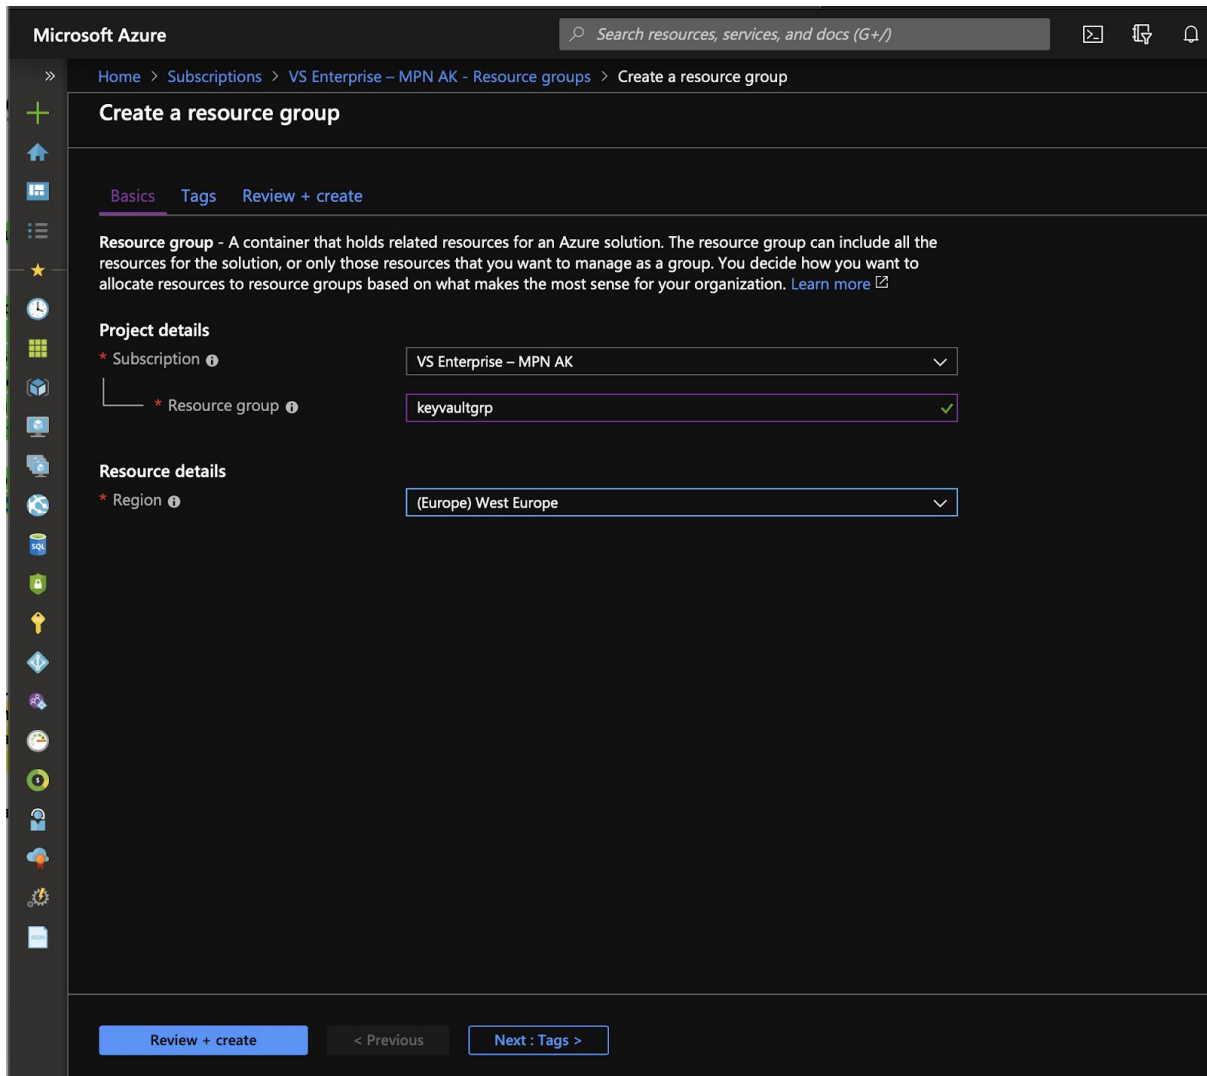 Microsoft Azure
Search resources, services, and docs (G+/)
Home > Subscriptions > VS Enterprise – MPN AK - Resource groups > Create a resource group
Create a resource group
Basics Tags Review + create
Resource group - A container that holds related resources for an Azure solution. The resource group can include all the
resources for the solution, or only those resources that you want to manage as a group. You decide how you want to
allocate resources to resource groups based on what makes the most sense for your organization. Learn more
Project details
* Subscription
VS Enterprise – MPN AK
* Resource group
keyvaultgrp
Resource details
* Region
(Europe) West Europe
SQL
JSON
Review + create
< Previous
Next : Tags >